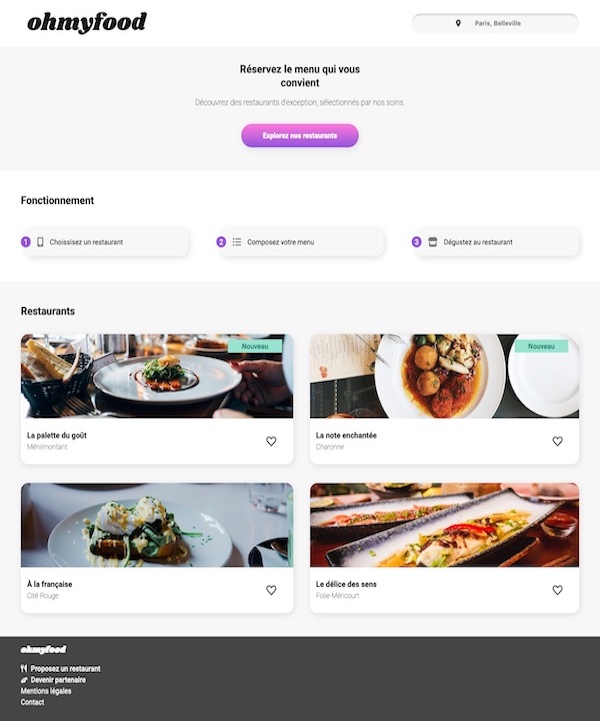 ohmyfood
Paris, Belleville
Réservez le menu qui vous
convient
Découvrez des restaurants d'exception, sélectionnés par nos soins.
Explorez nos restaurants
Fonctionnement
1 Choissisez un restaurant
2 Composez votre menu
3 Dégustez au restaurant
Restaurants
Nouveau
Nouveau
La palette du goût
Ménilmontant
La note enchantée
Charonne
À la française
Cité Rouge
Le délice des sens
Folie-Méricourt
ohmyfood
Proposez un restaurant
Devenir partenaire
Mentions légales
Contact